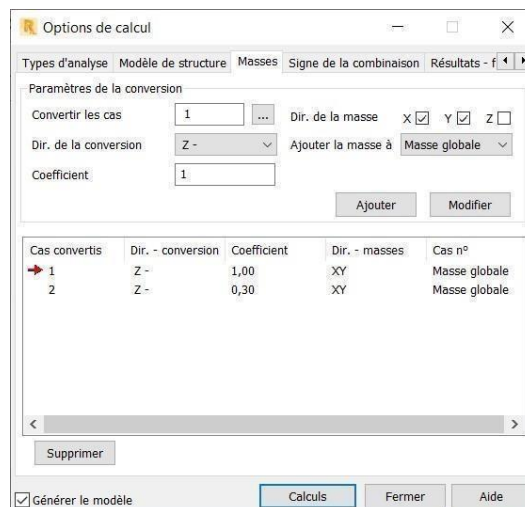 Options de calcul
Types d'analyse Modèle de structure Masses Signe de la combinaison Résultats - f
Paramètres de la conversion
Convertir les cas 1 ... Dir. de la masse X Y Z
Dir. de la conversion Z - Ajouter la masse à Masse globale
Coefficient 1
Ajouter Modifier
Cas convertis Dir. - conversion Coefficient Dir. - masses Cas n°
1 Z - 1,00 XY Masse globale
2 Z - 0,30 XY Masse globale
Supprimer
Générer le modèle Calculs Fermer Aide